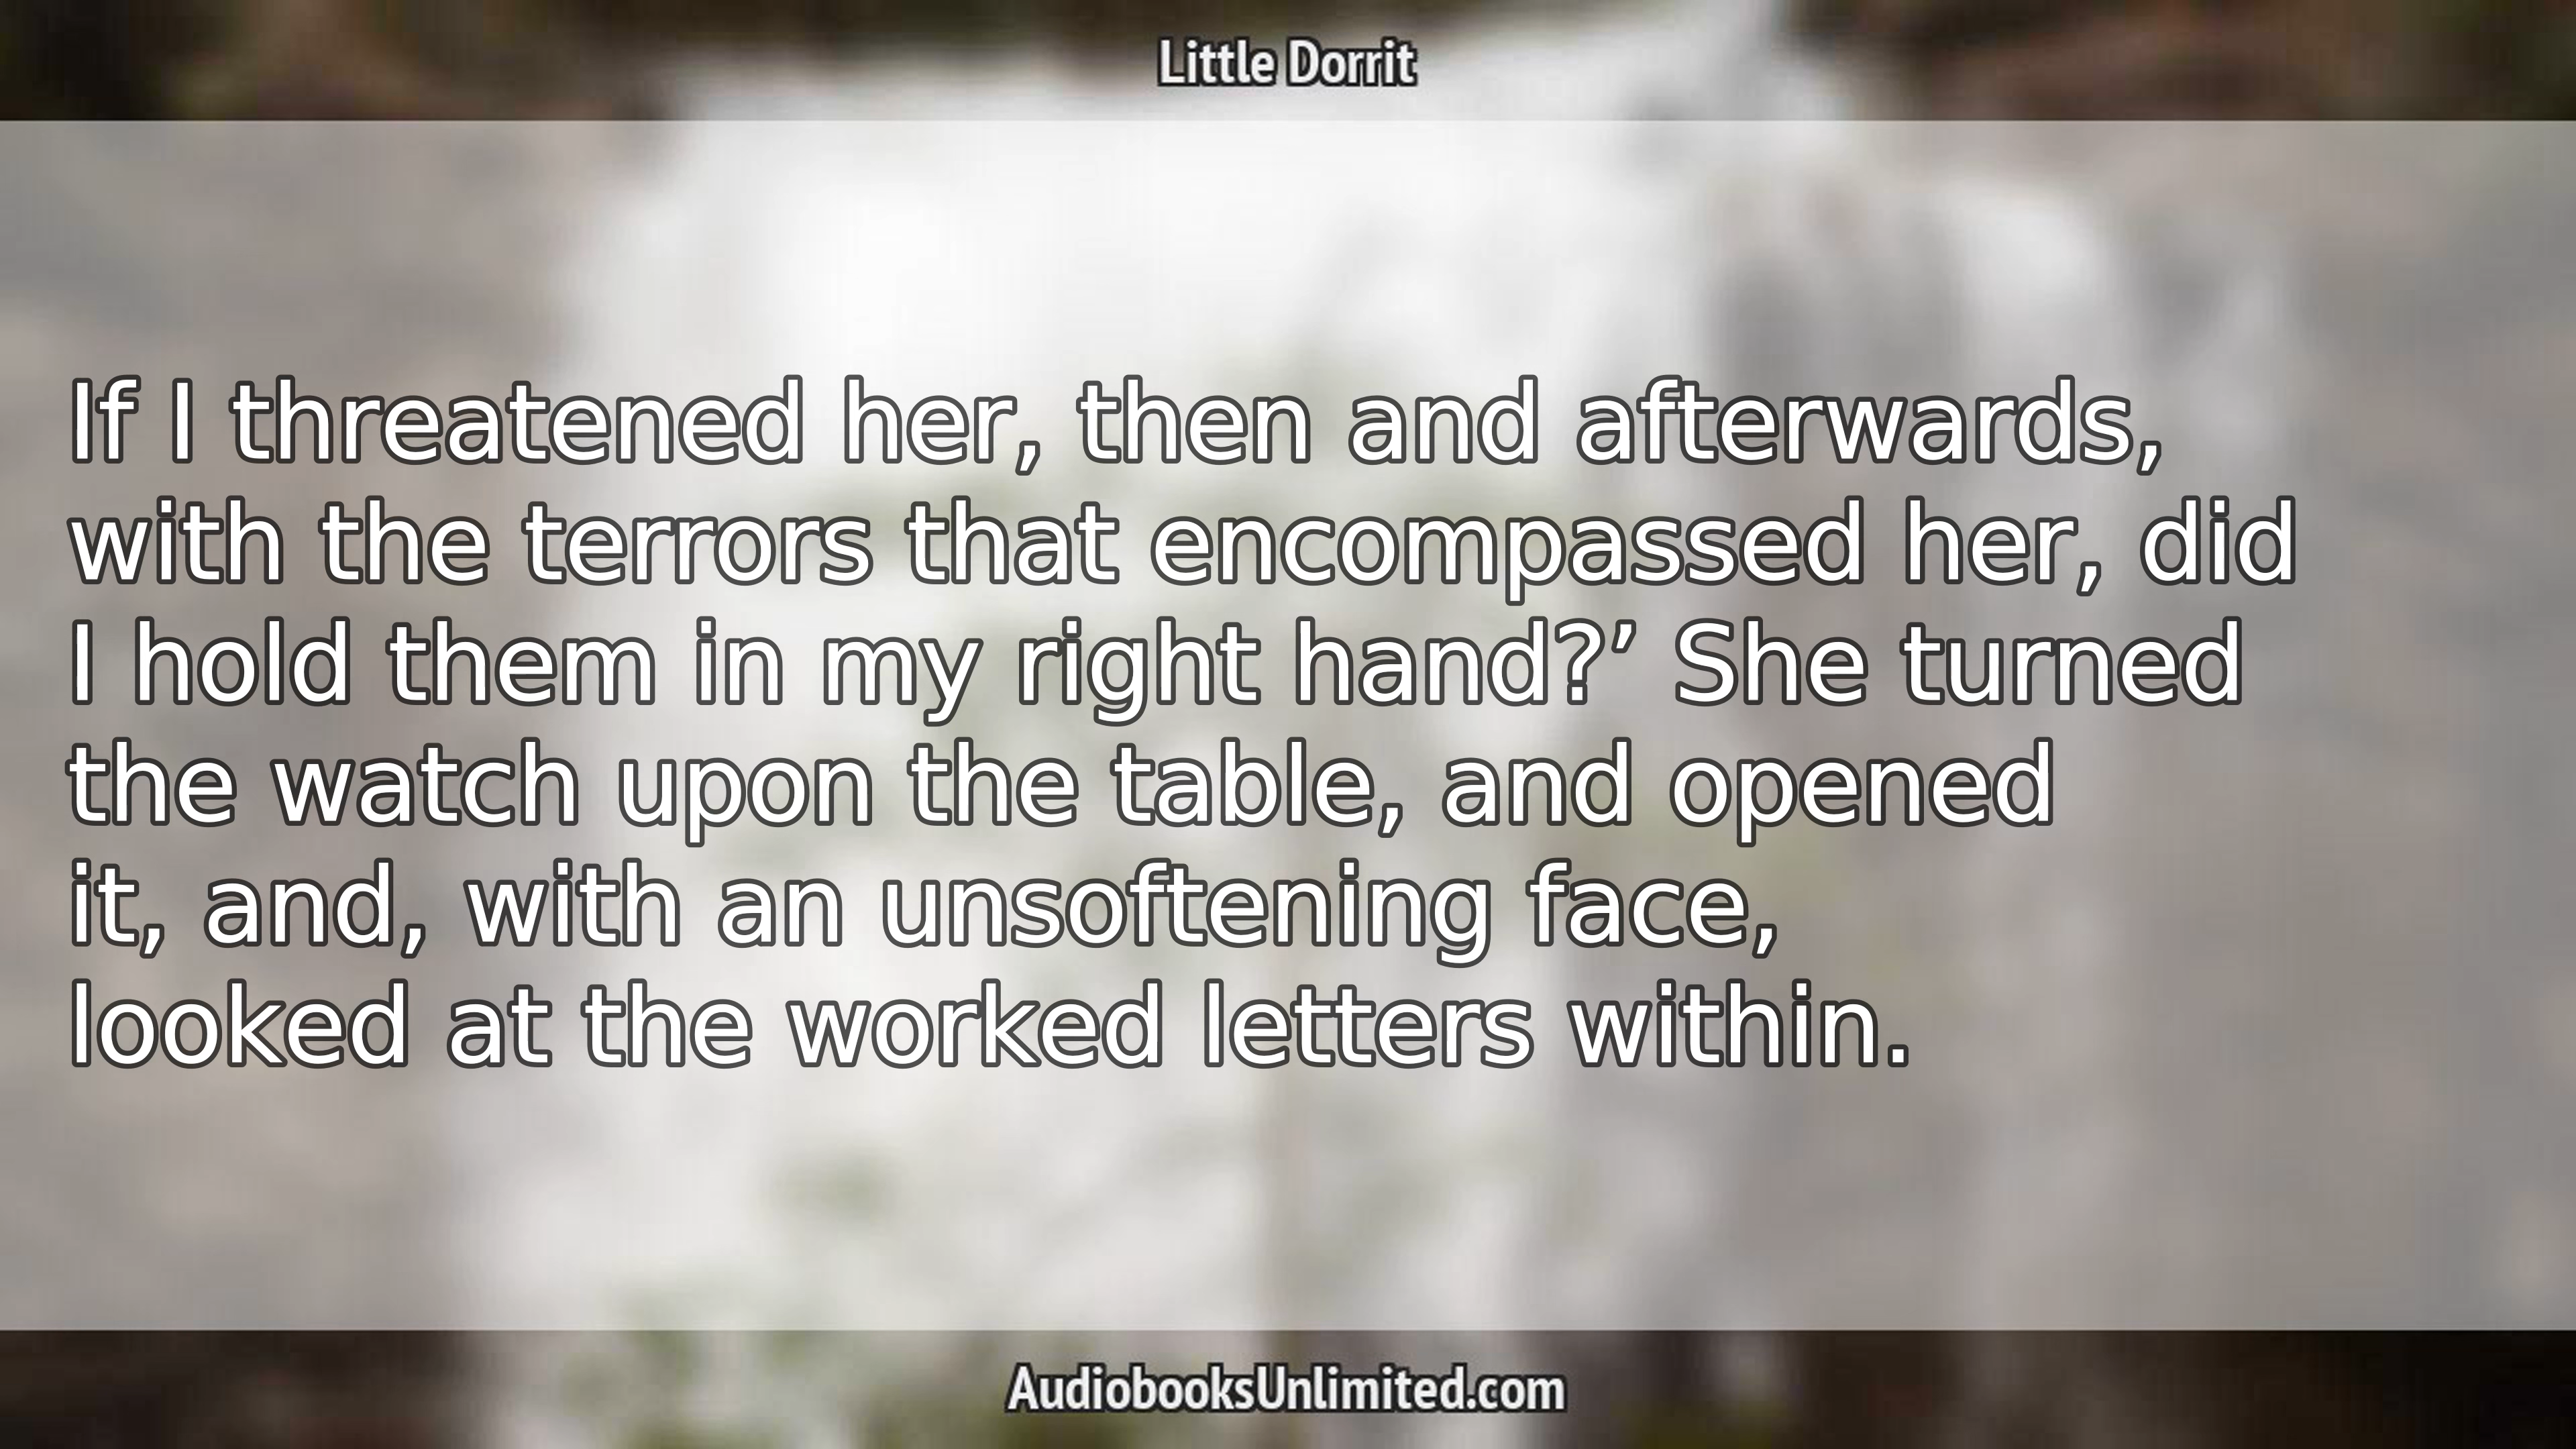 Little Dorrit
If I threatened her, then and afterwards,
with the terrors that encompassed her, did
I hold them in my right hand?’ She turned
the watch upon the table, and opened
it, and, with an unsoftening face,
looked at the worked letters within.
AudiobooksUnlimited.com